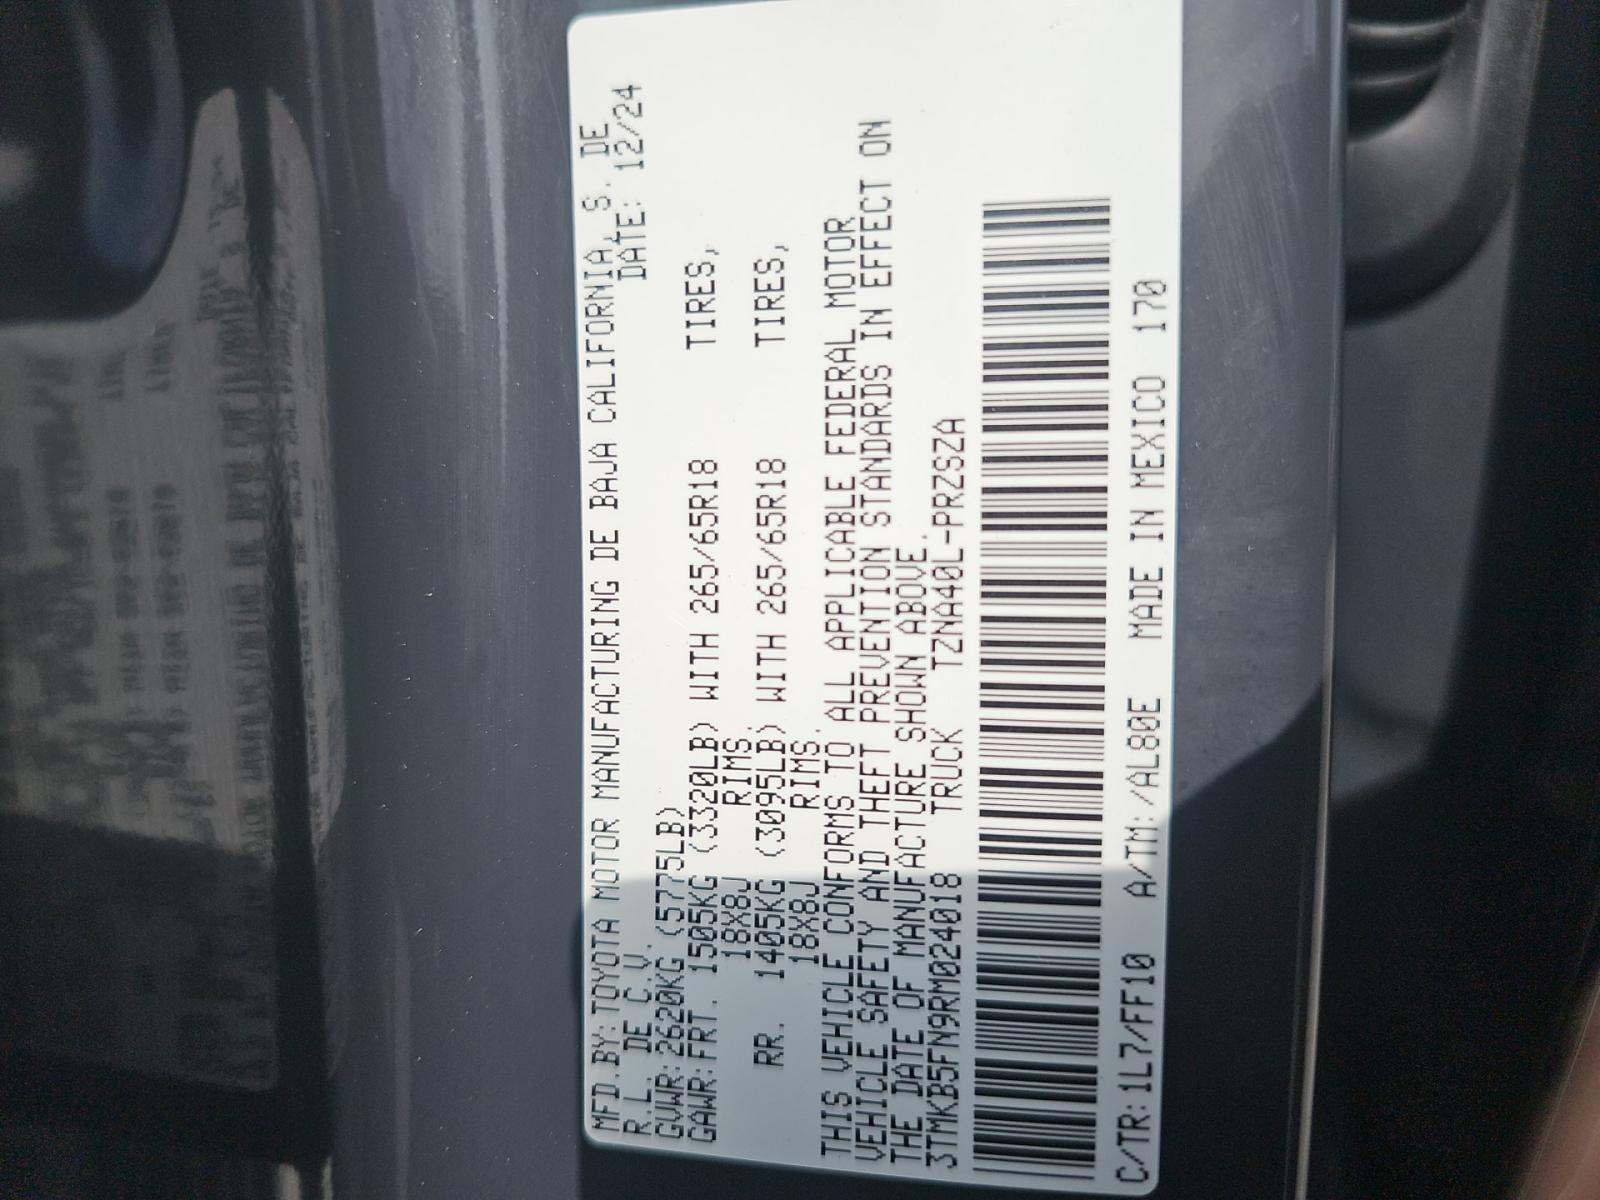 MFD.BY:TOYOTA MOTOR MANUFACTURING DE BAJA CALIFORNIA, S. DE
R.L. DE C.V. DATE: 12/24
GVWR:2620KG (5775LB)
GAWR:FRT. 1505KG (3320LB) WITH 265/65R18 TIRES,
18X8J RIMS,
RR. 1405KG (3095LB) WITH 265/65R18 TIRES,
18X8J RIMS.
THIS VEHICLE CONFORMS TO ALL APPLICABLE FEDERAL MOTOR
VEHICLE SAFETY AND THEFT PREVENTION STANDARDS IN EFFECT ON
THE DATE OF MANUFACTURE SHOWN ABOVE.
3TMKB5FN9RM024018 TRUCK TZNA40L-PRZSZA
C/TR:1L7/FF10 A/TM:/AL80E MADE IN MEXICO 170